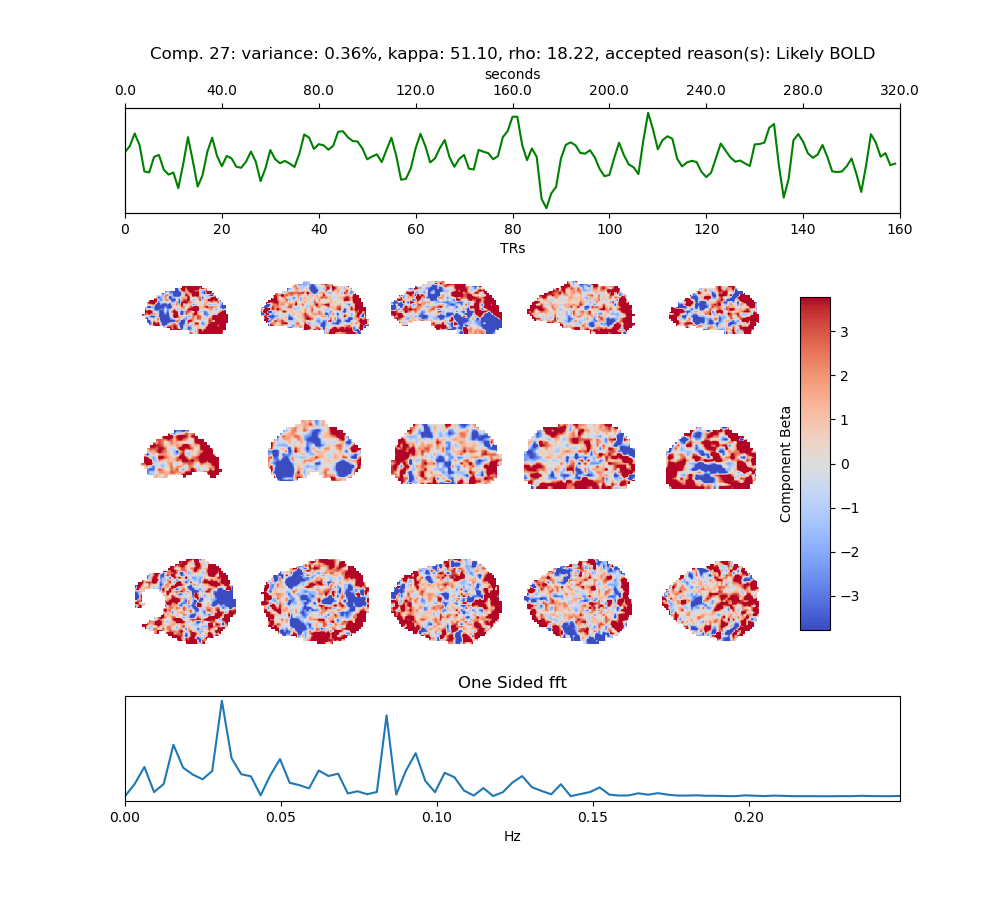 Comp. 27: variance: 0.36%, kappa: 51.10, rho: 18.22, accepted reason(s): Likely BOLD
seconds
0.0 40.0 80.0 120.0 160.0 200.0 240.0 280.0 320.0
0 20 40 60 80 100 120 140 160
TRs
3
2
1
0
−1
−2
−3
Component Beta
One Sided fft
0.00 0.05 0.10 0.15 0.20
Hz